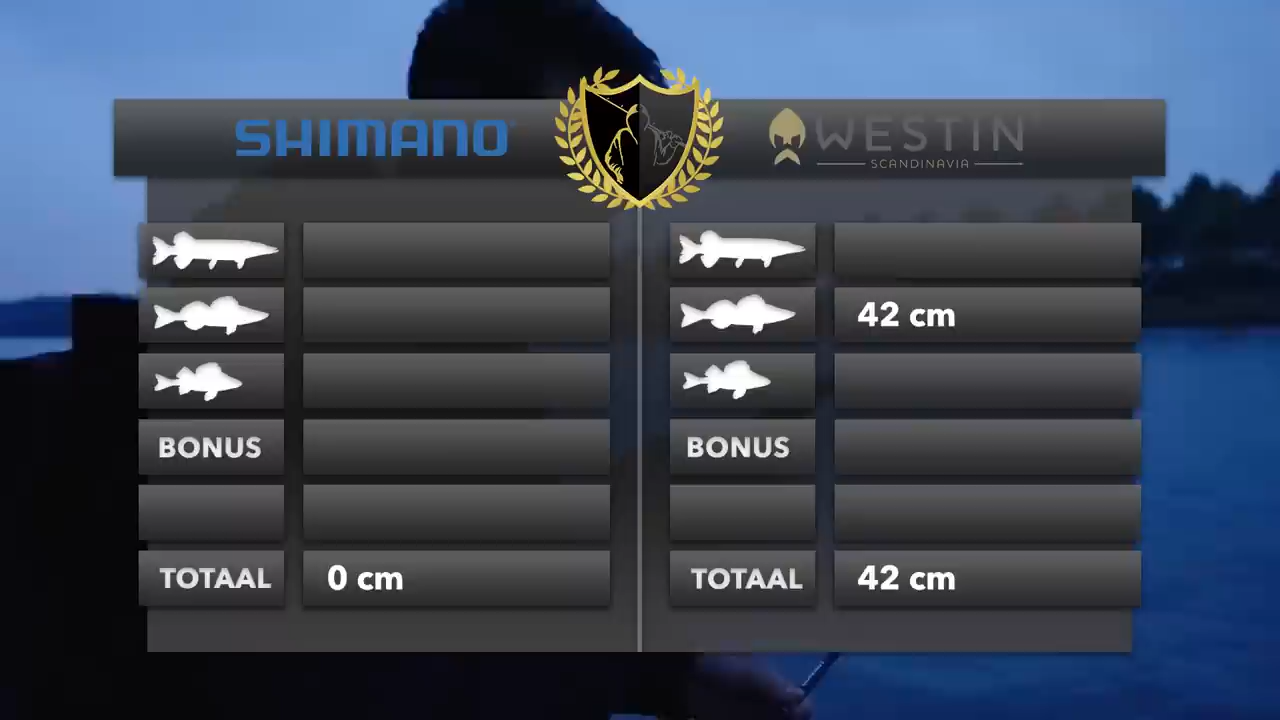 SHIMANO
WESTIN
SCANDINAVIA
42 cm
BONUS
BONUS
TOTAAL
0 cm
TOTAAL
42 cm